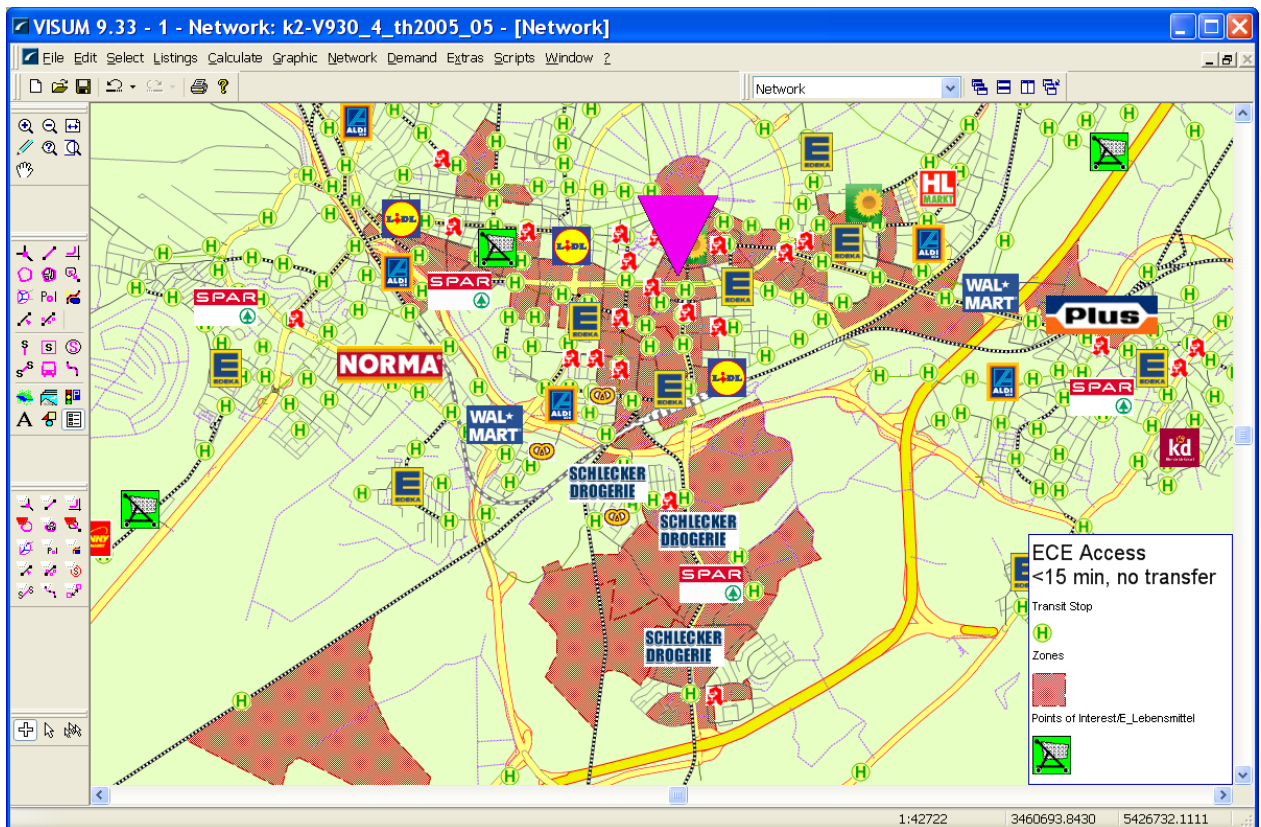 VISUM 9.33 - 1 - Network: k2-V930_4_th2005_05 - [Network]
File Edit Select Listings Calculate Graphic Network Demand Extras Scripts Window ?
Network
ALDI
EDEKA
HL
MARKT
LiDL
LiDL
EDEKA
ALDI
ALDI
SPAR
EDEKA
WAL★
MART
SPAR
Plus
EDEKA
NORMA
EDEKA
EDEKA
LiDL
EDEKA
ALDI
SPAR
ALDI
WAL★
MART
kd
SCHLECKER
DROGERIE
EDEKA
SCHLECKER
DROGERIE
SPAR
SCHLECKER
DROGERIE
ECE Access
<15 min, no transfer
Transit Stop
H
Zones
Points of Interest/E_Lebensmittel
1:42722 3460693.8430 5426732.1111